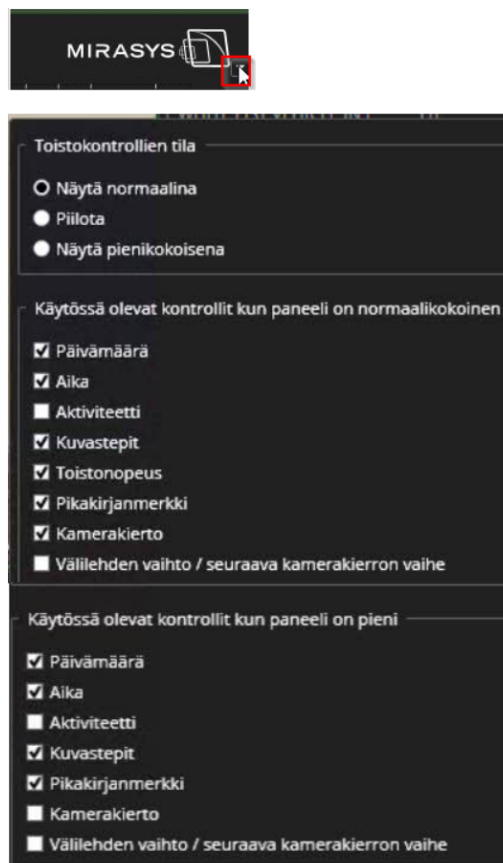 MIRASYS
Toistokontrollien tila
Näytä normaalina
Piilota
Näytä pienikokoisena
Käytössä olevat kontrollit kun paneeli on normaalikokoinen
Päivämäärä
Aika
Aktiviteetti
Kuvastepit
Toistonopeus
Pikakirjanmerkki
Kamerakierto
Välilehden vaihto / seuraava kamerakierron vaihe
Käytössä olevat kontrollit kun paneeli on pieni
Päivämäärä
Aika
Aktiviteetti
Kuvastepit
Pikakirjanmerkki
Kamerakierto
Välilehden vaihto / seuraava kamerakierron vaihe